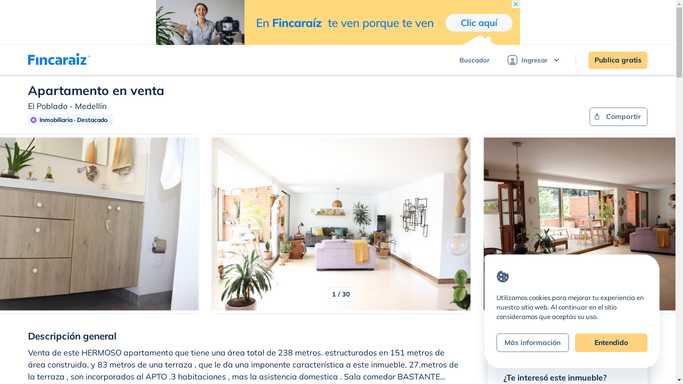 En Fincaraíz te ven porque te ven
Clic aquí
Fincaraiz
Buscador
Ingresar
Publica gratis
Apartamento en venta
El Poblado - Medellín
Inmobiliaria · Destacado
Compartir
1 / 30
Utilizamos cookies para mejorar tu experiencia en
nuestro sitio web. Al continuar en el sitio
consideramos que aceptas su uso.
Más información
Entendido
Descripción general
Venta de este HERMOSO apartamento que tiene una área total de 238 metros. estructurados en 151 metros de
área construida, y 83 metros de una terraza , que le da una imponente característica a este inmueble, 27,metros de
la terraza , son incorporados al APTO .3 habitaciones , mas la asistencia domestica . Sala comedor BASTANTE...
¿Te interesó este inmueble?